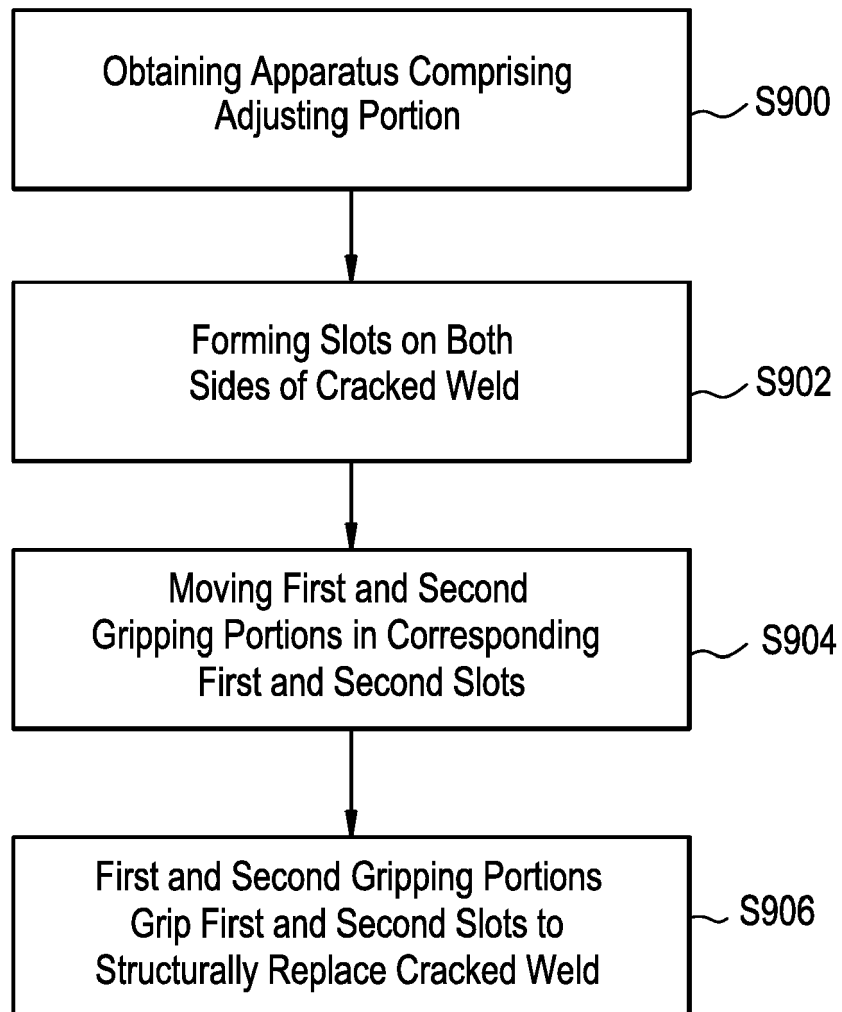 Obtaining Apparatus Comprising
Adjusting Portion
S900
Forming Slots on Both
Sides of Cracked Weld
S902
Moving First and Second
Gripping Portions in Corresponding
First and Second Slots
S904
First and Second Gripping Portions
Grip First and Second Slots to
Structurally Replace Cracked Weld
S906